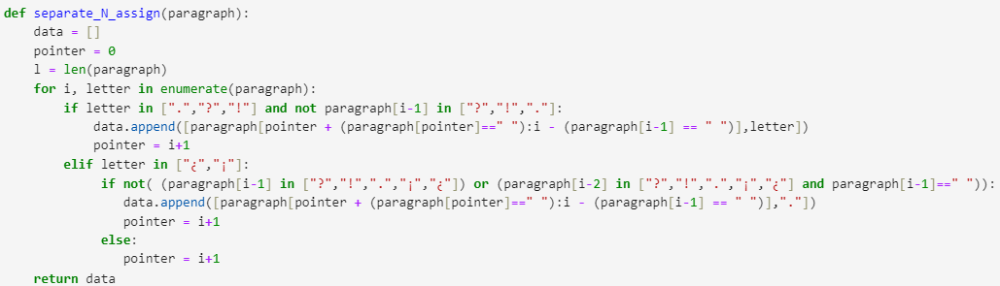 def separate_N_assign(paragraph):
    data = []
    pointer = 0
    l = len(paragraph)
    for i, letter in enumerate(paragraph):
        if letter in [".","?","!"] and not paragraph[i-1] in ["?","!","."]:
            data.append([paragraph[pointer + (paragraph[pointer]==" "):i - (paragraph[i-1] == " ")],letter])
            pointer = i+1
        elif letter in ["¿","¡"]:
             if not( (paragraph[i-1] in ["?","!",".","¡","¿"]) or (paragraph[i-2] in ["?","!",".","¡","¿"] and paragraph[i-1]==" ")):
                data.append([paragraph[pointer + (paragraph[pointer]==" "):i - (paragraph[i-1] == " ")],"."])
                pointer = i+1
             else:
                pointer = i+1
    return data